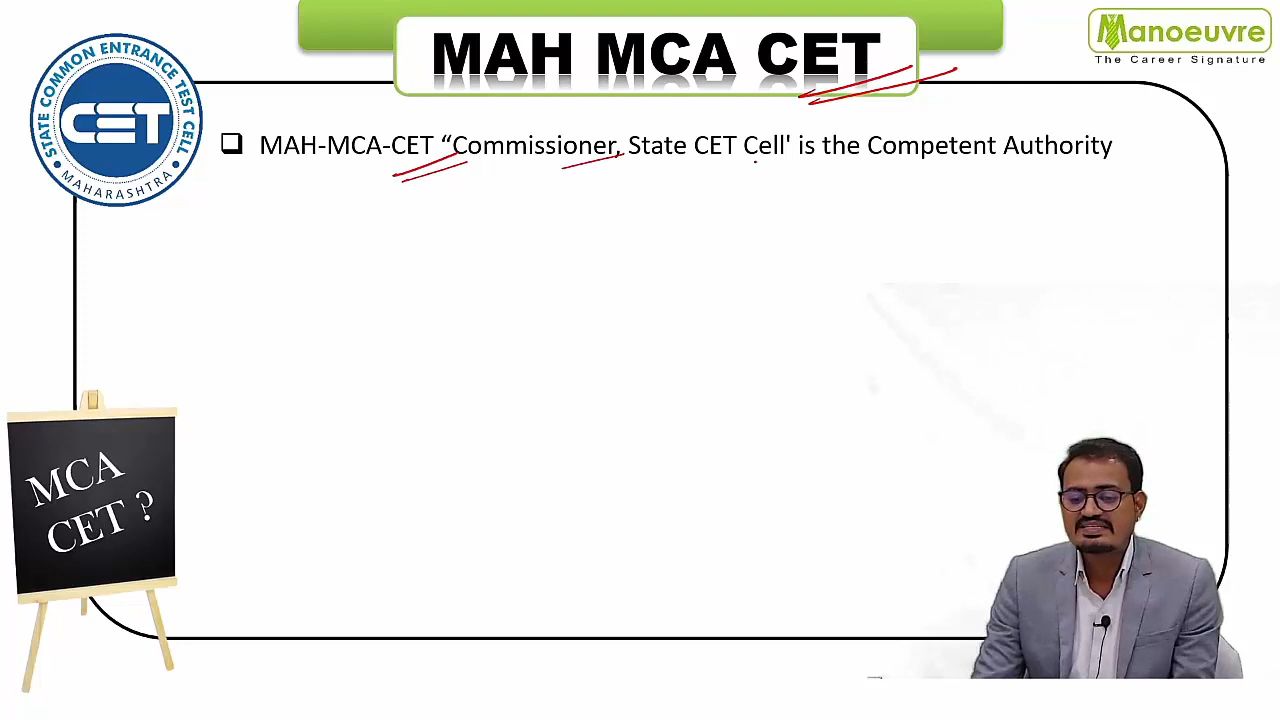 MAH MCA CET
Manoeuvre
The Career Signature
STATE COMMON ENTRANCE TEST CELL
CET
MAHARASHTRA
MAH-MCA-CET “Commissioner, State CET Cell' is the Competent Authority
MCA
CET ?